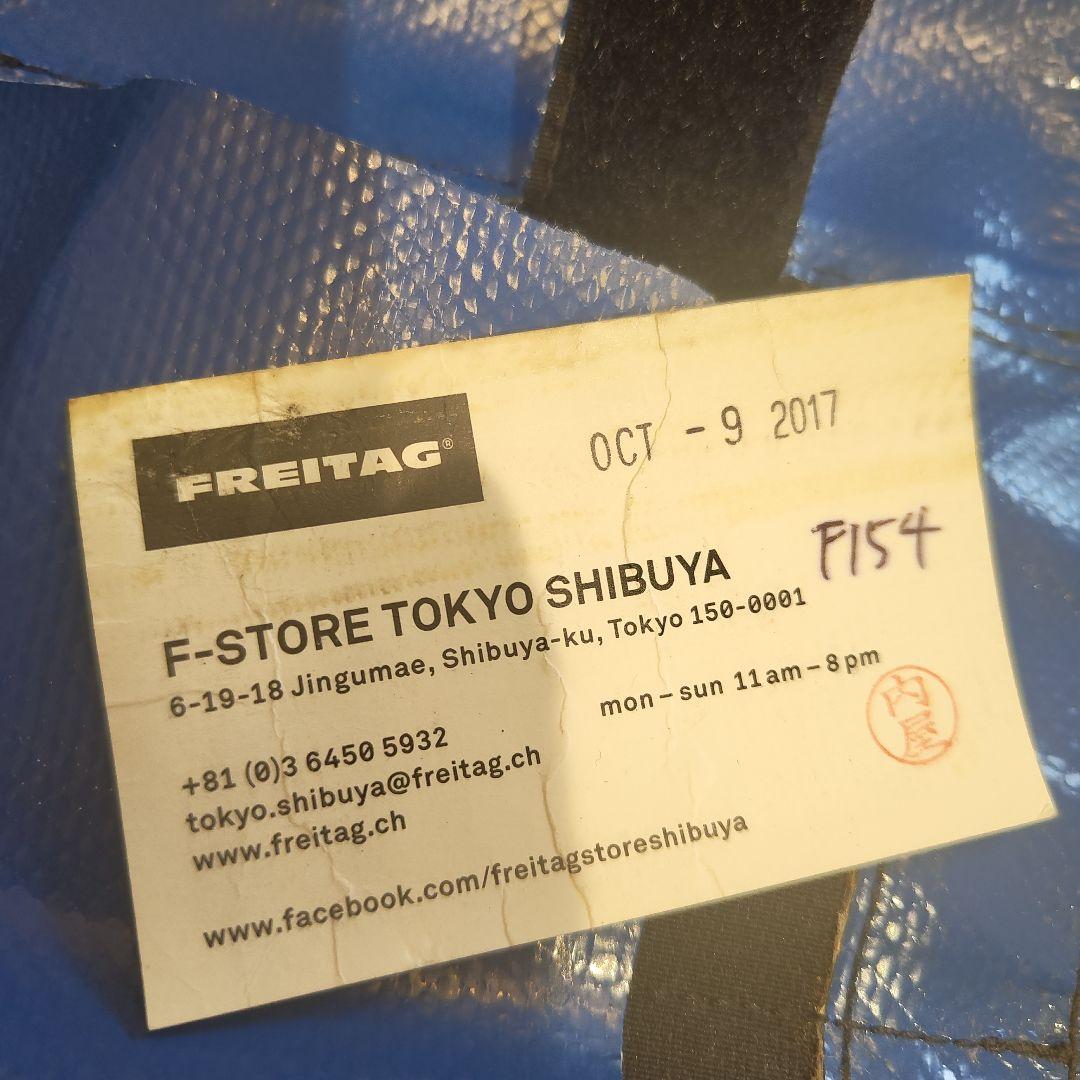 FREITAG®
OCT - 9 2017
F154
F-STORE TOKYO SHIBUYA
6-19-18 Jingumae, Shibuya-ku, Tokyo 150-0001
mon – sun 11 am – 8 pm
+81 (0)3 6450 5932
tokyo.shibuya@freitag.ch
www.freitag.ch
www.facebook.com/freitagstoreshibuya